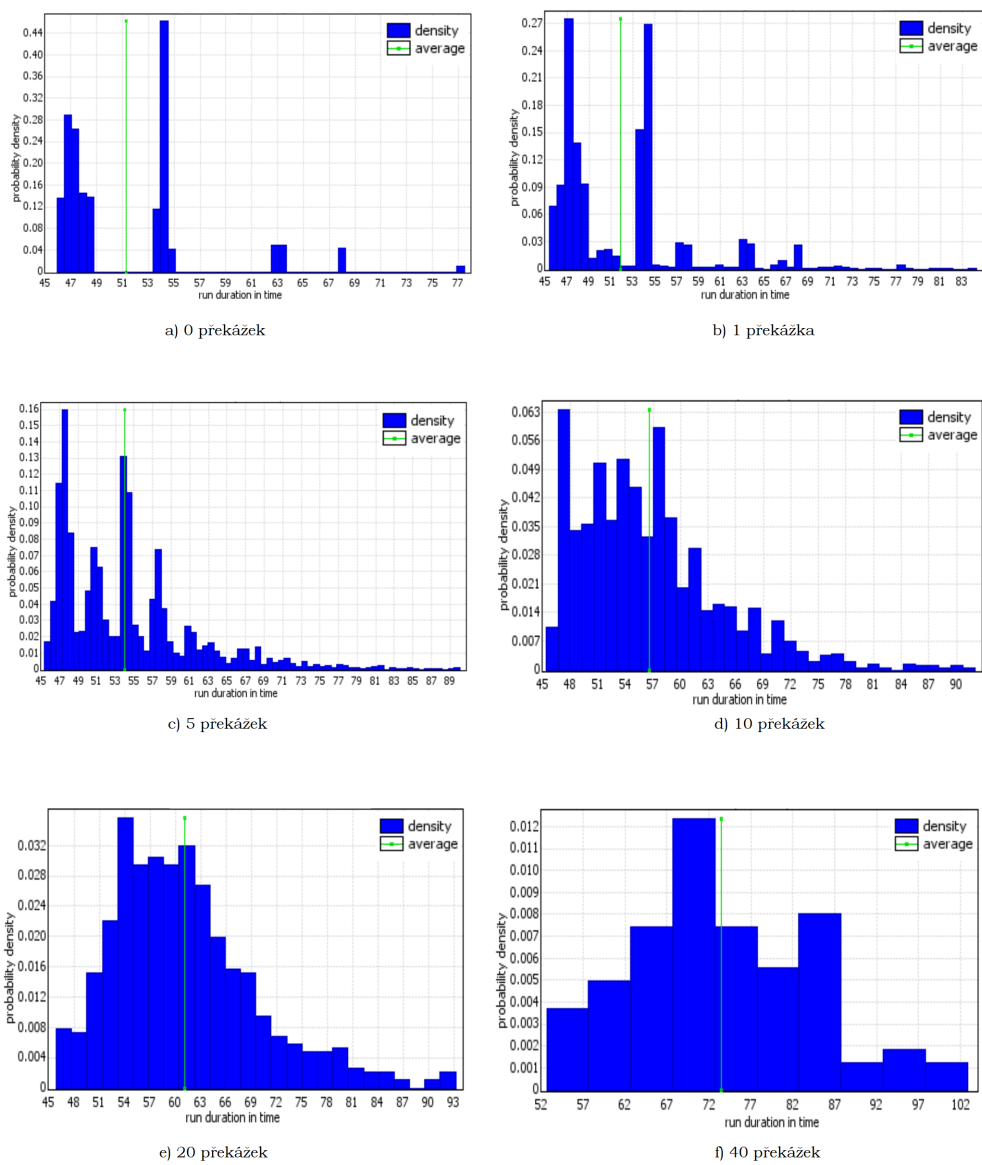 0.44
0.40
0.36
0.32
0.28
0.24
0.20
0.16
0.12
0.08
0.04
0
probability density
density
average
45 47 49 51 53 55 57 59 61 63 65 67 69 71 73 75 77
run duration in time
a) 0 překážek
0.27
0.24
0.21
0.18
0.15
0.12
0.09
0.06
0.03
0
probability density
density
average
45 47 49 51 53 55 57 59 61 63 65 67 69 71 73 75 77 79 81 83
run duration in time
b) 1 překážka
0.16
0.15
0.14
0.13
0.12
0.11
0.10
0.09
0.08
0.07
0.06
0.05
0.04
0.03
0.02
0.01
0
probability density
density
average
45 47 49 51 53 55 57 59 61 63 65 67 69 71 73 75 77 79 81 83 85 87 89
run duration in time
c) 5 překážek
0.063
0.056
0.049
0.042
0.035
0.028
0.021
0.014
0.007
0
probability density
density
average
45 48 51 54 57 60 63 66 69 72 75 78 81 84 87 90
run duration in time
d) 10 překážek
0.032
0.028
0.024
0.020
0.016
0.012
0.008
0.004
0
probability density
density
average
45 48 51 54 57 60 63 66 69 72 75 78 81 84 87 90 93
run duration in time
e) 20 překážek
0.012
0.011
0.010
0.009
0.008
0.007
0.006
0.005
0.004
0.003
0.002
0.001
0
probability density
density
average
52 57 62 67 72 77 82 87 92 97 102
run duration in time
f) 40 překážek